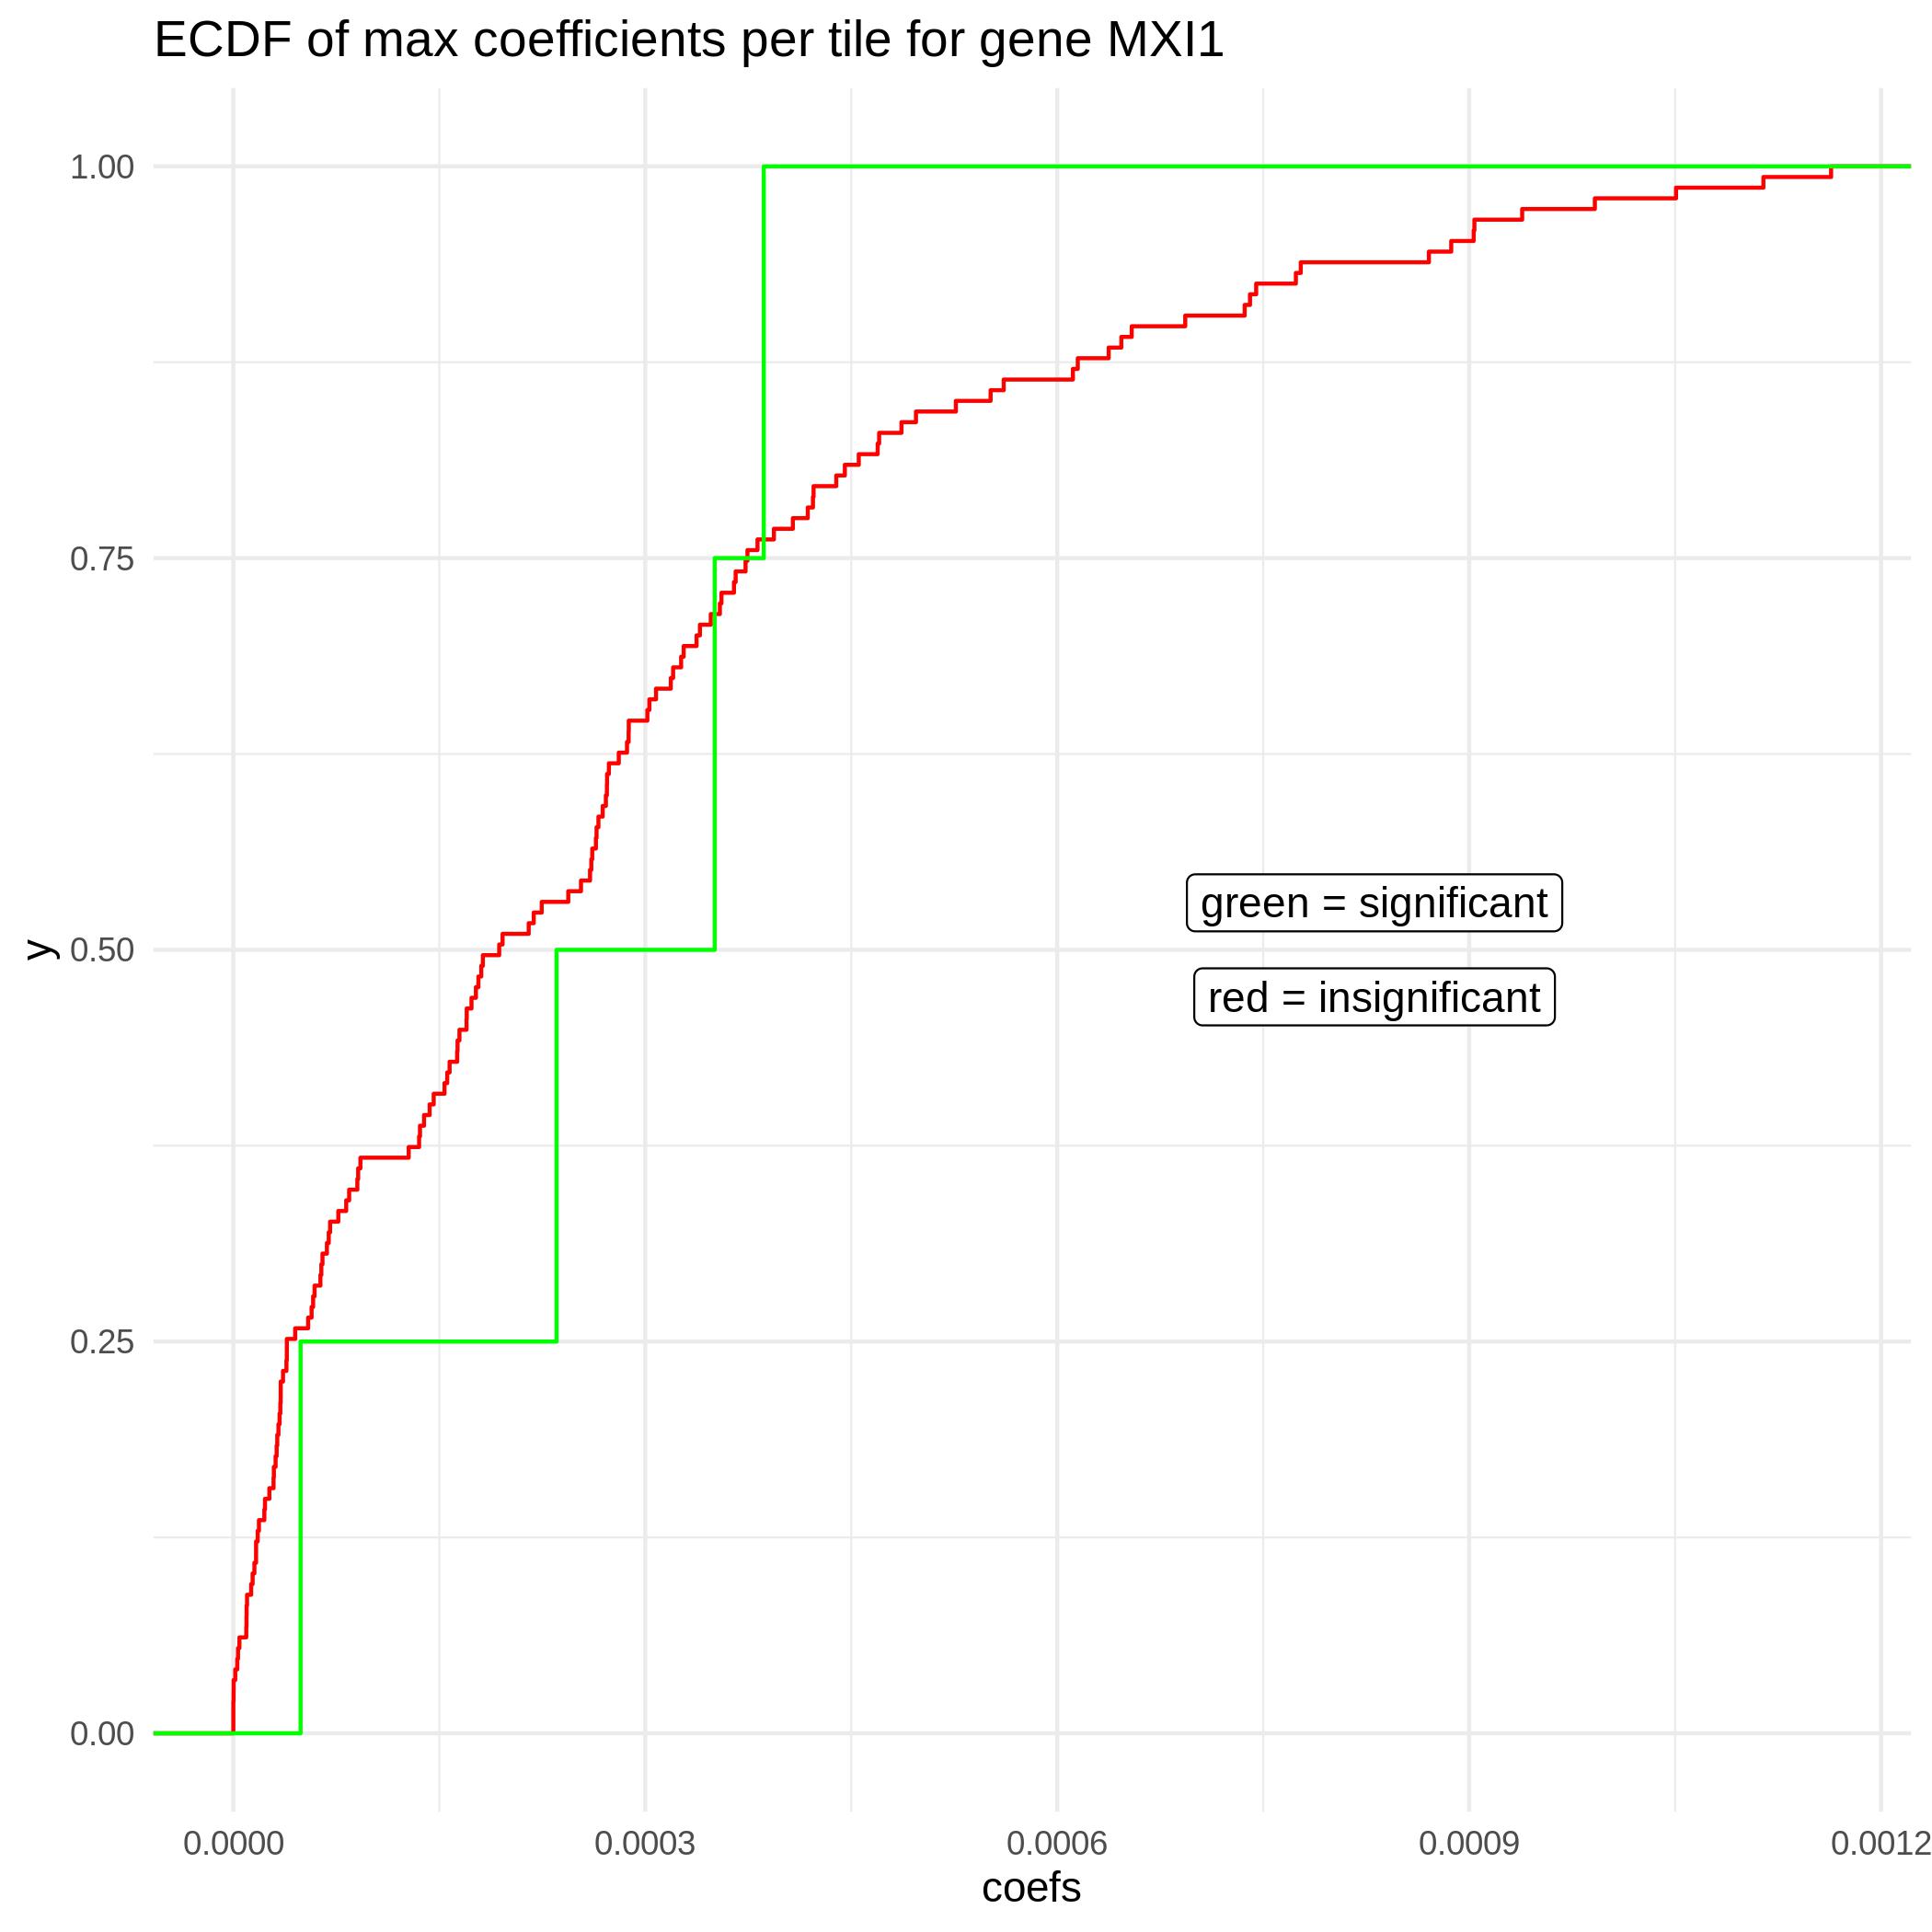 ECDF of max coefficients per tile for gene MXI1
1.00
0.75
0.50
0.25
0.00
y
green = significant
red = insignificant
0.0000
0.0003
0.0006
0.0009
0.0012
coefs